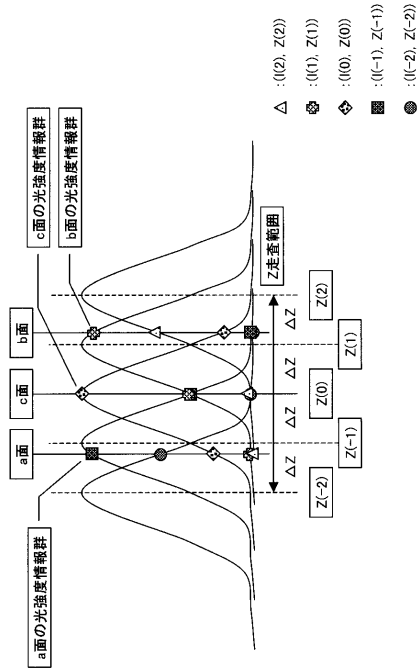 c面の光強度情報群
b面の光強度情報群
a面の光強度情報群
a面
c面
b面
Z走査範囲
ΔZ
ΔZ
ΔZ
ΔZ
Z(-2)
Z(-1)
Z(0)
Z(1)
Z(2)
:(I(2), Z(2))
:(I(1), Z(1))
:(I(0), Z(0))
:(I(-1), Z(-1))
:(I(-2), Z(-2))